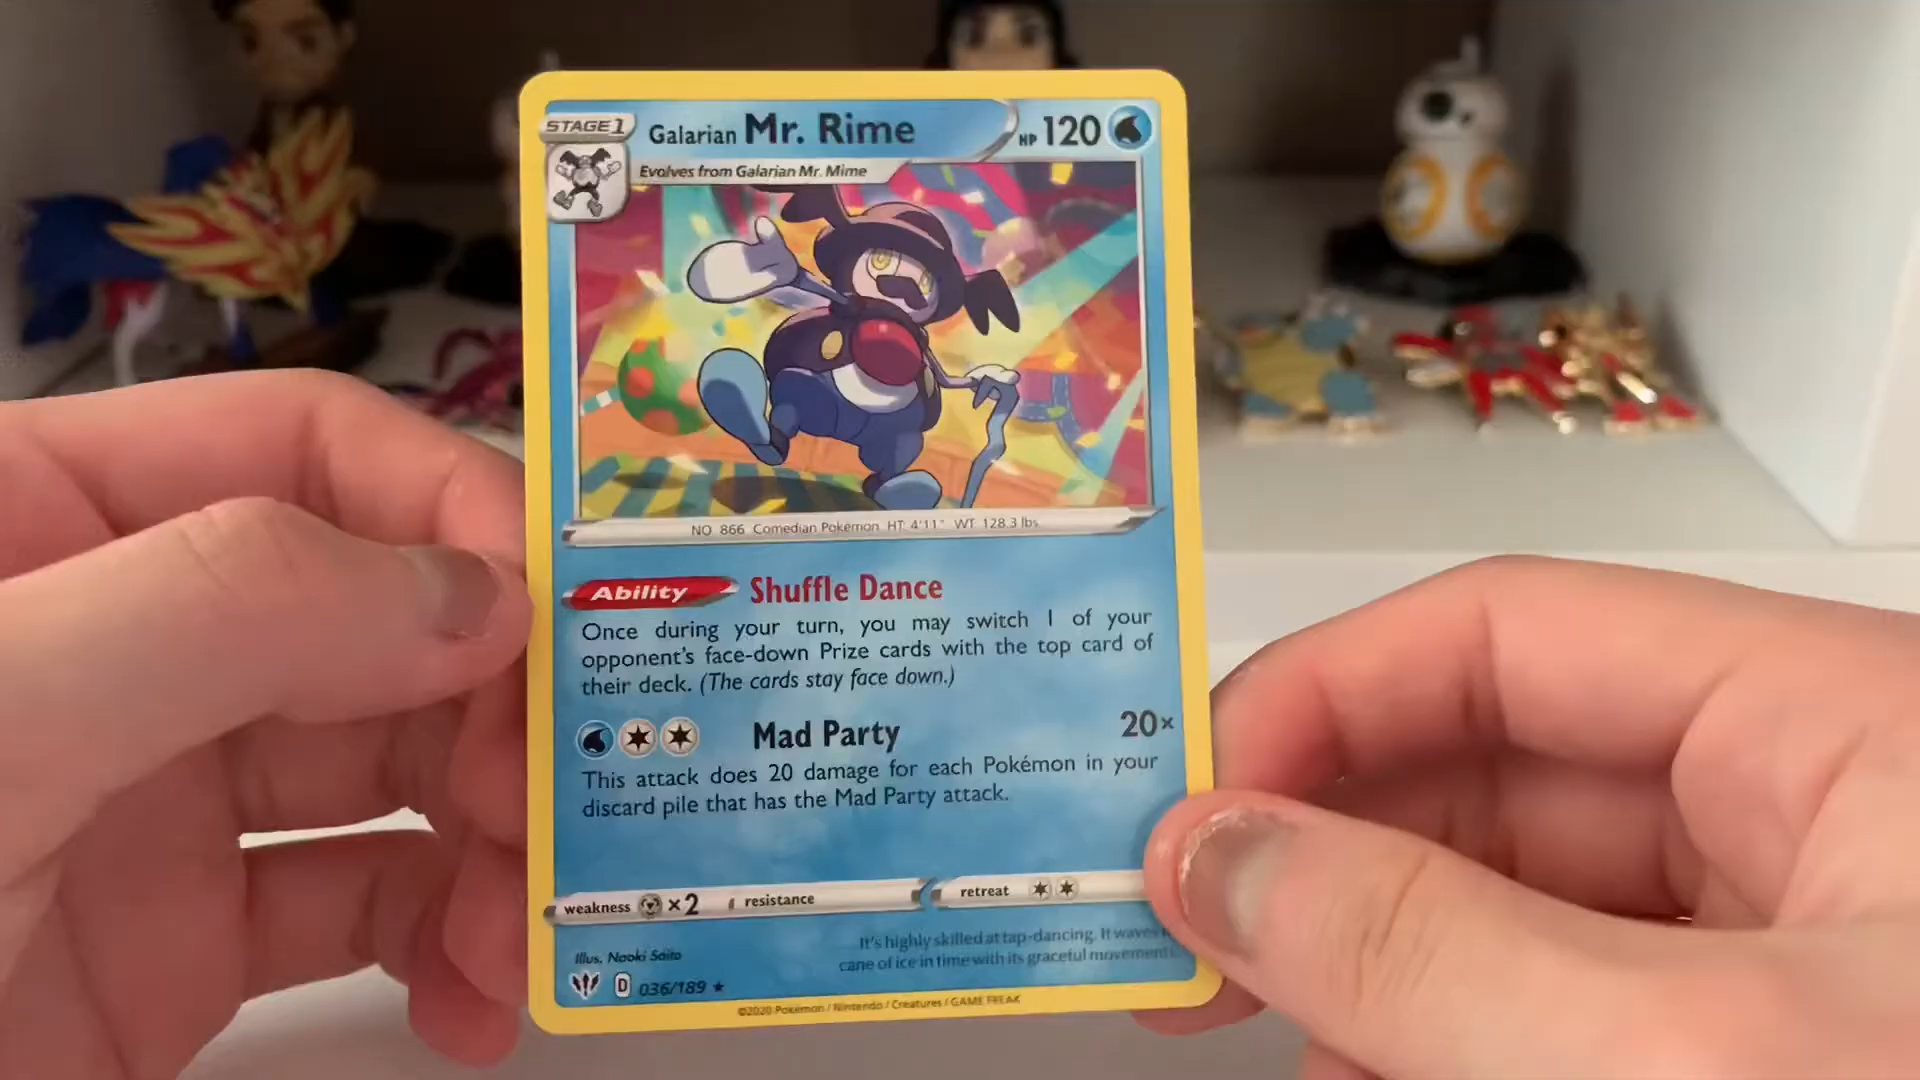 STAGE 1
Galarian Mr. Rime
HP 120
Evolves from Galarian Mr. Mime
NO. 866 Comedian Pokémon HT: 4'11" WT: 128.3 lbs
Ability Shuffle Dance
Once during your turn, you may switch 1 of your
opponent's face-down Prize cards with the top card of
their deck. (The cards stay face down.)
Mad Party 20×
This attack does 20 damage for each Pokémon in your
discard pile that has the Mad Party attack.
weakness ×2 resistance retreat
Illus. Naoki Saito
It's highly skilled at tap-dancing. It waves
cane of ice in time with its graceful movements.
D 036/189 ★
©2020 Pokémon / Nintendo / Creatures / GAME FREAK